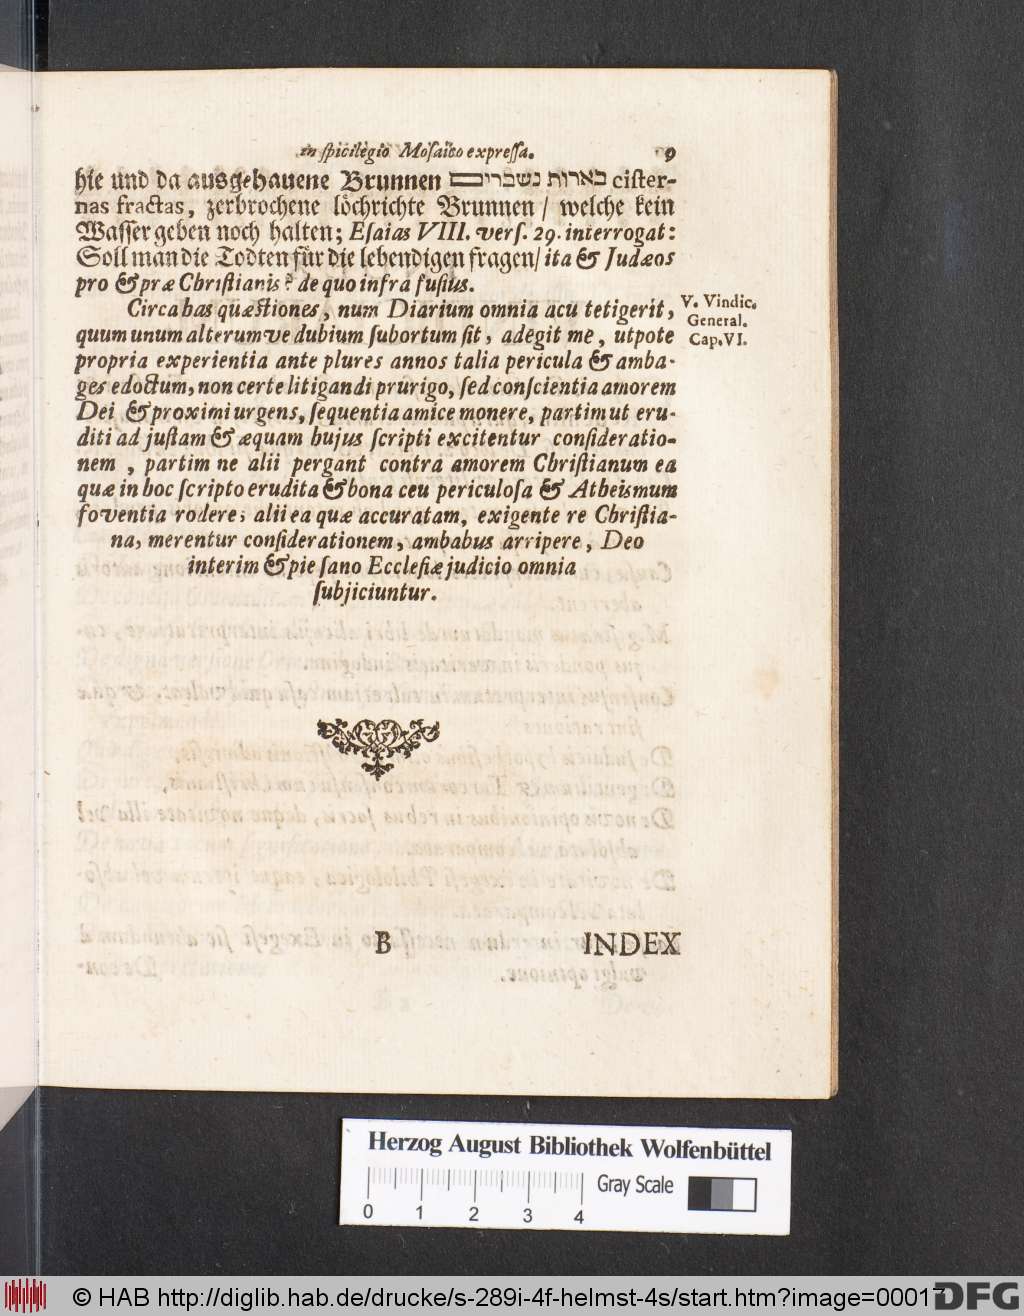 in spicilegio Mosaico expressa. 9
hie und da ausgehauene Brunnen בארות נשברים cister-
nas fractas, zerbrochene löchrichte Brunnen / welche kein
Wasser geben noch halten; Esaias VIII. vers. 29. interrogat:
Soll man die Todten für die lebendigen fragen / ita & Judæos
pro & præ Christianis? de quo infra fusius.
Circa has quæstiones, num Diarium omnia acu tetigerit,
V. Vindic.
General.
Cap. VI.
quum unum alterumve dubium subortum sit, adegit me, utpote
propria experientia ante plures annos talia pericula & amba-
ges edoctum, non certe litigandi prurigo, sed conscientia amorem
Dei & proximi urgens, sequentia amice monere, partim ut eru-
diti ad justam & æquam hujus scripti excitentur consideratio-
nem, partim ne alii pergant contra amorem Christianum ea
quæ in hoc scripto erudita & bona ceu periculosa & Atheismum
foventia rodere; alii ea quæ accuratam, exigente re Christia-
na, merentur considerationem, ambabus arripere, Deo
interim & pie sano Ecclesiæ judicio omnia
subjiciuntur.
B INDEX
Herzog August Bibliothek Wolfenbüttel
Gray Scale
0 1 2 3 4
© HAB http://diglib.hab.de/drucke/s-289i-4f-helmst-4s/start.htm?image=00017 DFG